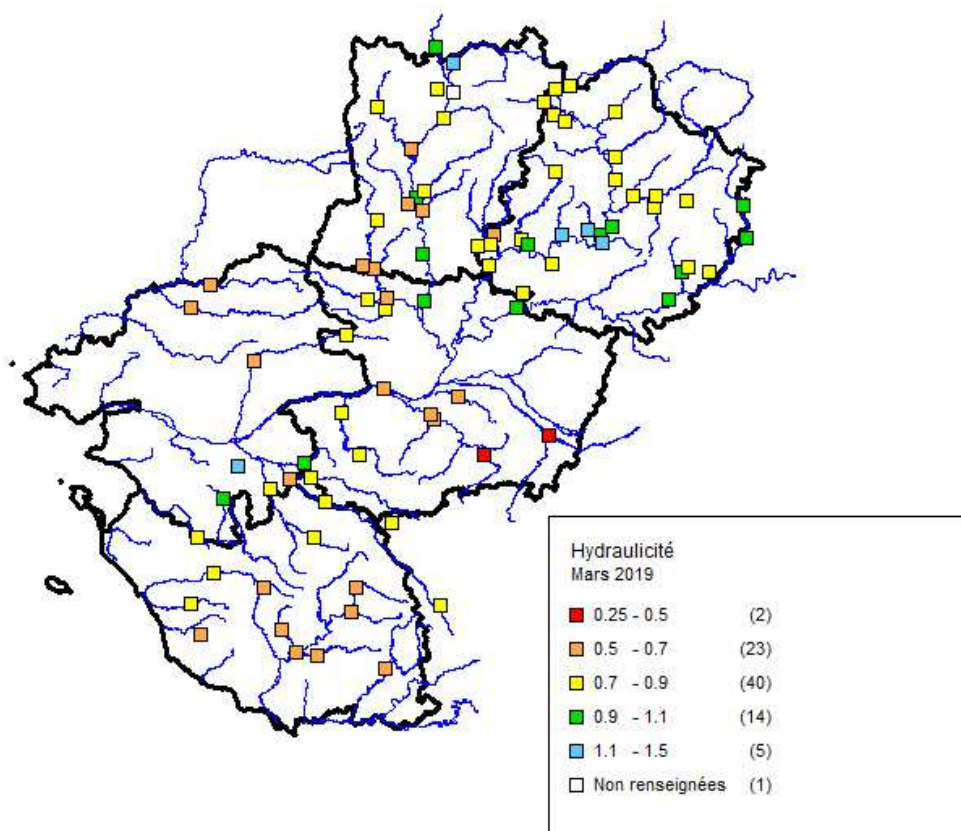 Hydraulicité
Mars 2019
0.25 - 0.5 (2)
0.5 - 0.7 (23)
0.7 - 0.9 (40)
0.9 - 1.1 (14)
1.1 - 1.5 (5)
Non renseignées (1)